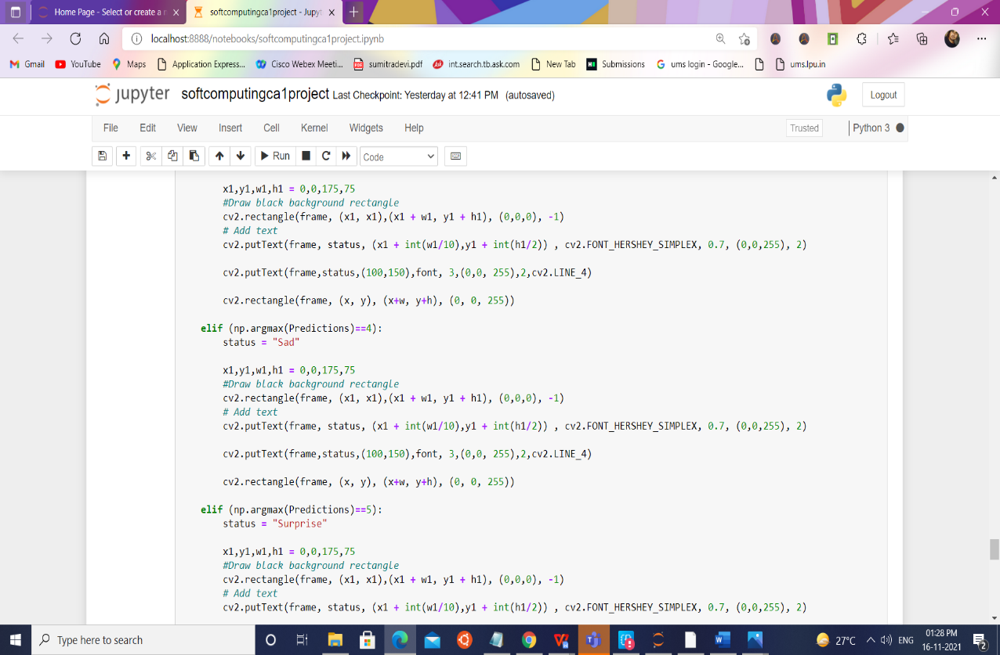 Home Page - Select or create a n
softcomputingca1project - Jupyt
localhost:8888/notebooks/softcomputingca1project.ipynb
Gmail YouTube Maps Application Express... Cisco Webex Meeti... sumitradevi.pdf int.search.tb.ask.com New Tab Submissions ums login - Google... ums.lpu.in
jupyter softcomputingca1project Last Checkpoint: Yesterday at 12:41 PM (autosaved)
Logout
File Edit View Insert Cell Kernel Widgets Help Trusted Python 3
Run Code
x1,y1,w1,h1 = 0,0,175,75
#Draw black background rectangle
cv2.rectangle(frame, (x1, x1),(x1 + w1, y1 + h1), (0,0,0), -1)
# Add text
cv2.putText(frame, status, (x1 + int(w1/10),y1 + int(h1/2)) , cv2.FONT_HERSHEY_SIMPLEX, 0.7, (0,0,255), 2)
cv2.putText(frame,status,(100,150),font, 3,(0,0, 255),2,cv2.LINE_4)
cv2.rectangle(frame, (x, y), (x+w, y+h), (0, 0, 255))
elif (np.argmax(Predictions)==4):
status = "Sad"
x1,y1,w1,h1 = 0,0,175,75
#Draw black background rectangle
cv2.rectangle(frame, (x1, x1),(x1 + w1, y1 + h1), (0,0,0), -1)
# Add text
cv2.putText(frame, status, (x1 + int(w1/10),y1 + int(h1/2)) , cv2.FONT_HERSHEY_SIMPLEX, 0.7, (0,0,255), 2)
cv2.putText(frame,status,(100,150),font, 3,(0,0, 255),2,cv2.LINE_4)
cv2.rectangle(frame, (x, y), (x+w, y+h), (0, 0, 255))
elif (np.argmax(Predictions)==5):
status = "Surprise"
x1,y1,w1,h1 = 0,0,175,75
#Draw black background rectangle
cv2.rectangle(frame, (x1, x1),(x1 + w1, y1 + h1), (0,0,0), -1)
# Add text
cv2.putText(frame, status, (x1 + int(w1/10),y1 + int(h1/2)) , cv2.FONT_HERSHEY_SIMPLEX, 0.7, (0,0,255), 2)
Type here to search
27°C ENG
01:28 PM
16-11-2021
2